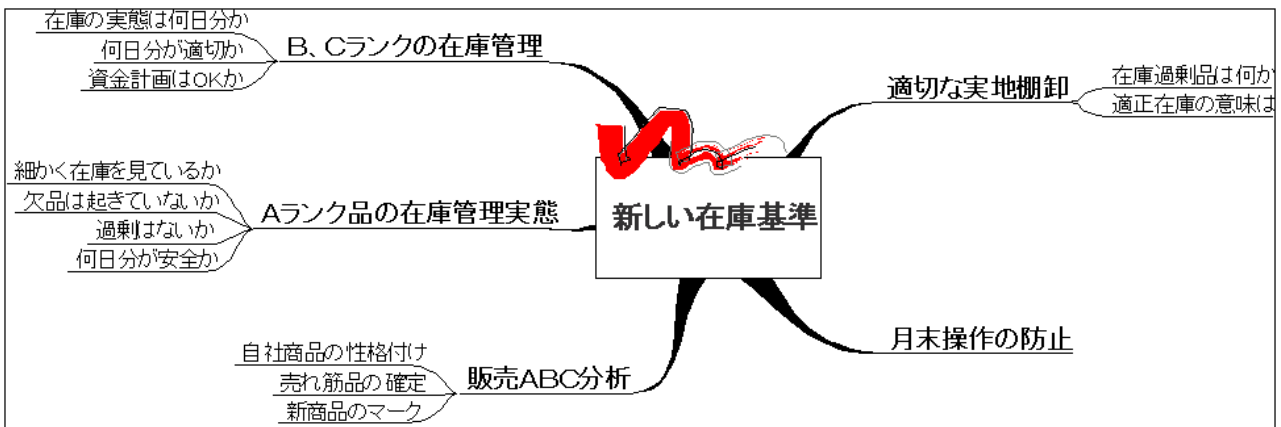 新しい在庫基準
適切な実地棚卸
在庫過剰品は何か
適正在庫の意味は
月末操作の防止
販売ABC分析
自社商品の性格付け
売れ筋品の確定
新商品のマーク
Aランク品の在庫管理実態
細かく在庫を見ているか
欠品は起きていないか
過剰はないか
何日分が安全か
B、Cランクの在庫管理
在庫の実態は何日分か
何日分が適切か
資金計画はOKか